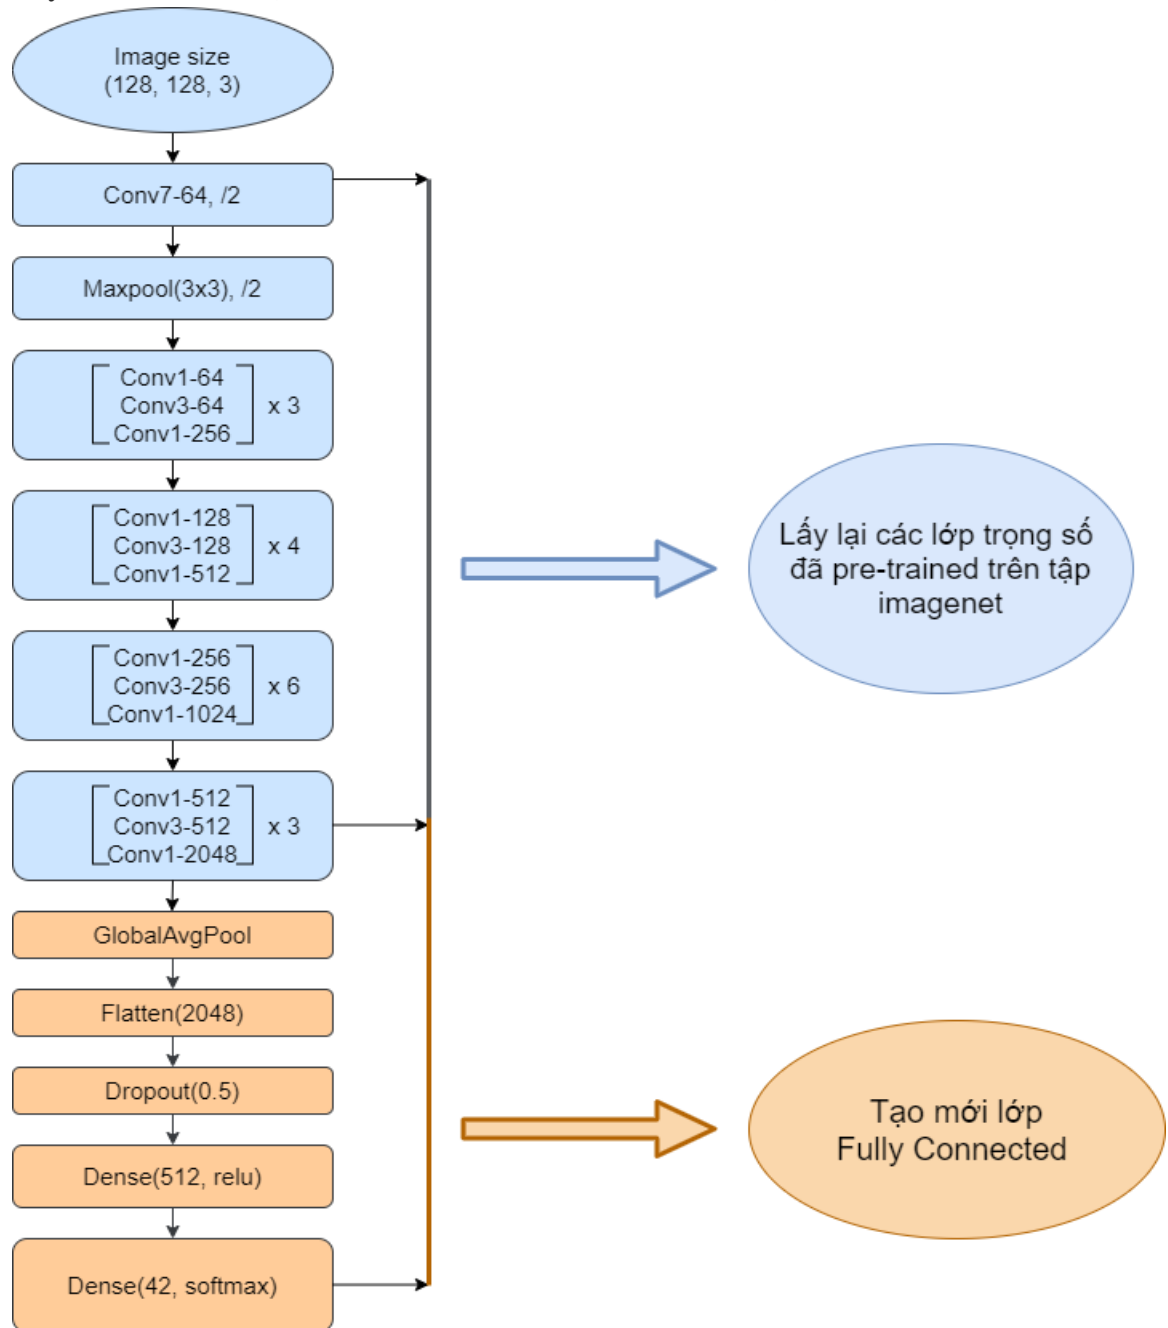 Image size
(128, 128, 3)
Conv7-64, /2
Maxpool(3x3), /2
Conv1-64
Conv3-64 x 3
Conv1-256
Conv1-128
Conv3-128 x 4
Conv1-512
Conv1-256
Conv3-256 x 6
Conv1-1024
Conv1-512
Conv3-512 x 3
Conv1-2048
GlobalAvgPool
Flatten(2048)
Dropout(0.5)
Dense(512, relu)
Dense(42, softmax)
Lấy lại các lớp trọng số
đã pre-trained trên tập
imagenet
Tạo mới lớp
Fully Connected